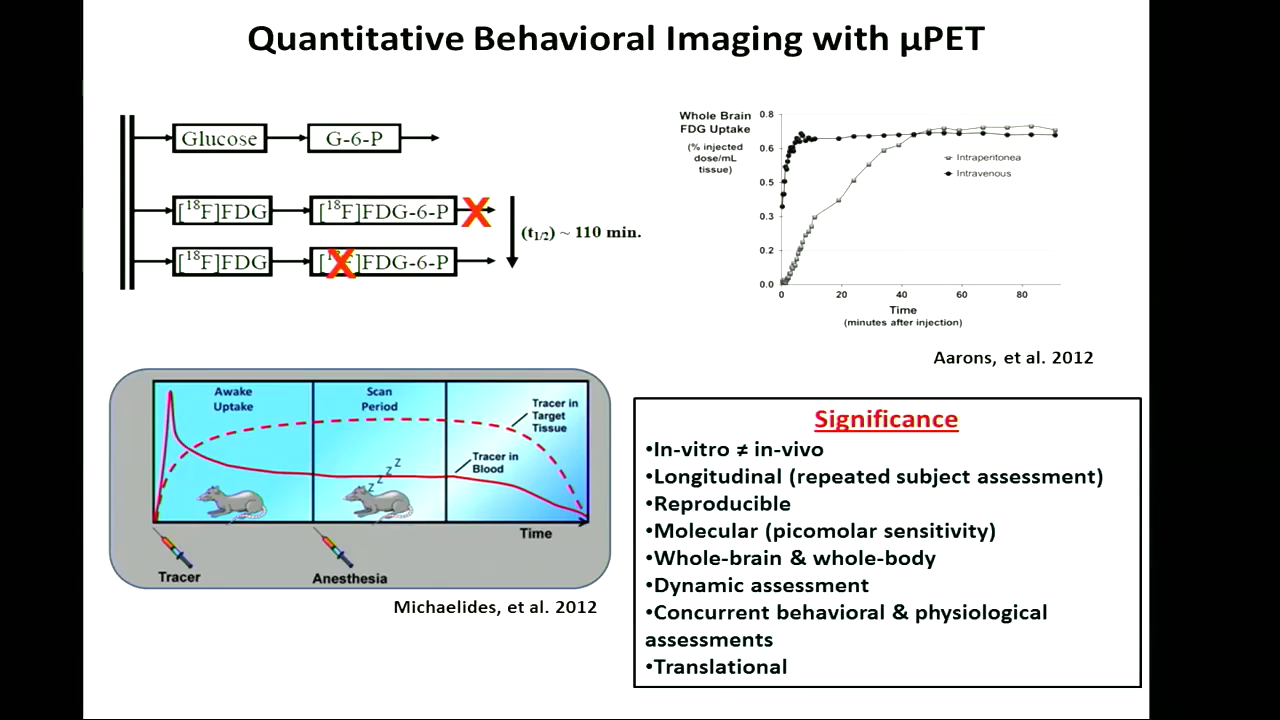 Quantitative Behavioral Imaging with µPET
Glucose
G-6-P
[¹⁸F]FDG
[¹⁸F]FDG-6-P
X
(t1/2) ~ 110 min.
[¹⁸F]FDG
X
]FDG-6-P
Whole Brain
FDG Uptake
(% injected
dose/mL
tissue)
0.8
0.6
0.5
0.3
0.2
0.0
Intraperitonea
Intravenous
0
20
40
60
80
Time
(minutes after injection)
Aarons, et al. 2012
Awake
Uptake
Scan
Period
Tracer in
Target
Tissue
Tracer in
Blood
z z z z
Time
Tracer
Anesthesia
Michaelides, et al. 2012
Significance
•In-vitro ≠ in-vivo
•Longitudinal (repeated subject assessment)
•Reproducible
•Molecular (picomolar sensitivity)
•Whole-brain & whole-body
•Dynamic assessment
•Concurrent behavioral & physiological
assessments
•Translational